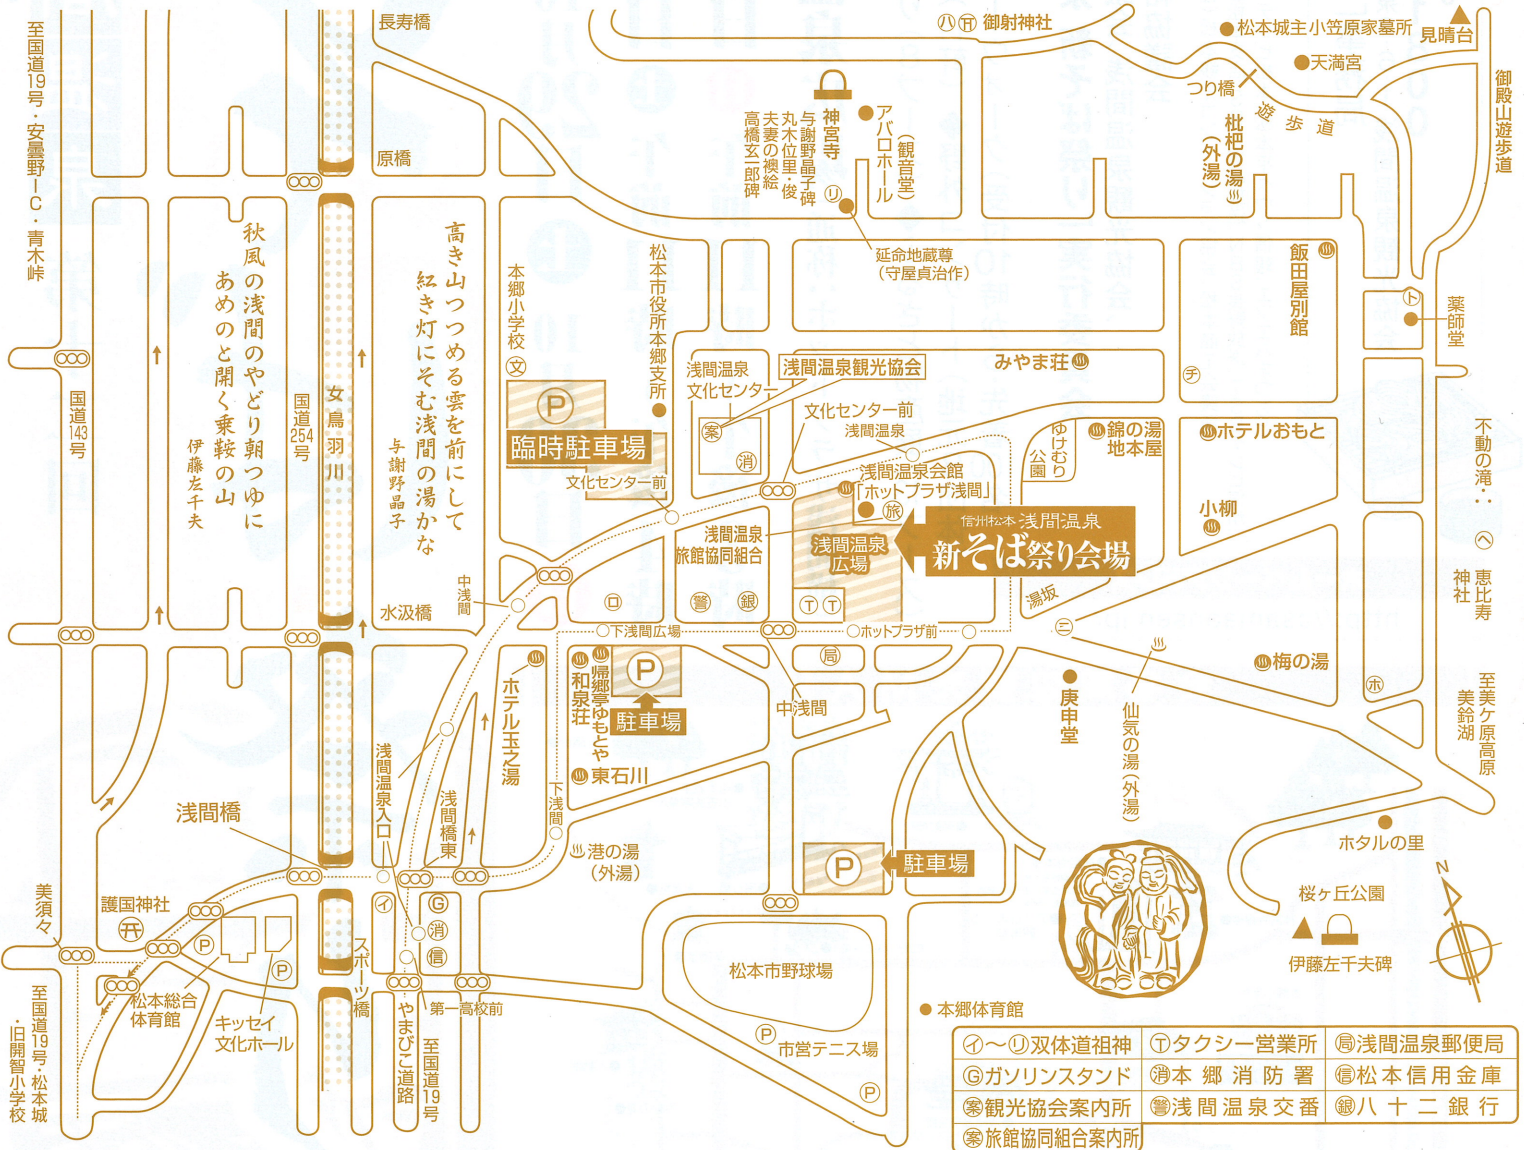 至国道19号・安曇野IC・青木峠
長寿橋
原橋
国道143号
国道254号
女鳥羽川
秋風の浅間のやどり朝つゆに
あめのと開く乗鞍の山
伊藤左千夫
高き山つつめる雲を前にして
紅き灯にそむ浅間の湯かな
与謝野晶子
八 御射神社
松本城主小笠原家墓所
見晴台
天満宮
つり橋
遊歩道
御殿山遊歩道
枇杷の湯
(外湯)
神宮寺
与謝野晶子碑
丸木位里・俊
夫妻の襖絵
高橋玄一郎碑
リ
アバロホール
(観音堂)
延命地蔵尊
(守屋貞治作)
本郷小学校
文
P
臨時駐車場
松本市役所本郷支所
文化センター前
浅間温泉
文化センター
浅間温泉観光協会
案
消
文化センター前
浅間温泉
みやま荘
飯田屋別館
チ
ト
薬師堂
ゆけむり
公園
錦の湯
地本屋
ホテルおもと
小柳
不動の滝・・
ヘ
恵比寿
神社
浅間温泉会館
「ホットプラザ浅間」
旅
浅間温泉
旅館協同組合
浅間温泉
広場
信州松本 浅間温泉
新そば祭り会場
湯坂
中浅間
水汲橋
ロ
警
銀
T T
下浅間広場
ホットプラザ前
局
中浅間
ニ
梅の湯
ホ
庚申堂
仙気の湯(外湯)
至美ケ原高原
美鈴湖
ホテル玉之湯
和泉荘
帰郷亭ゆもとや
P
駐車場
東石川
下浅間
港の湯
(外湯)
浅間温泉入口
浅間橋東
浅間橋
P
駐車場
ホタルの里
桜ヶ丘公園
伊藤左千夫碑
N
美須々
護国神社
P
P
松本総合
体育館
キッセイ
文化ホール
スポーツ橋
イ
G
消
信
第一高校前
やまびこ道路
至国道19号
至国道19号・松本城
・旧開智小学校
松本市野球場
P
市営テニス場
P
本郷体育館
イ～リ双体道祖神
Tタクシー営業所
局浅間温泉郵便局
Gガソリンスタンド
消本郷消防署
信松本信用金庫
案観光協会案内所
警浅間温泉交番
銀八十二銀行
案旅館協同組合案内所